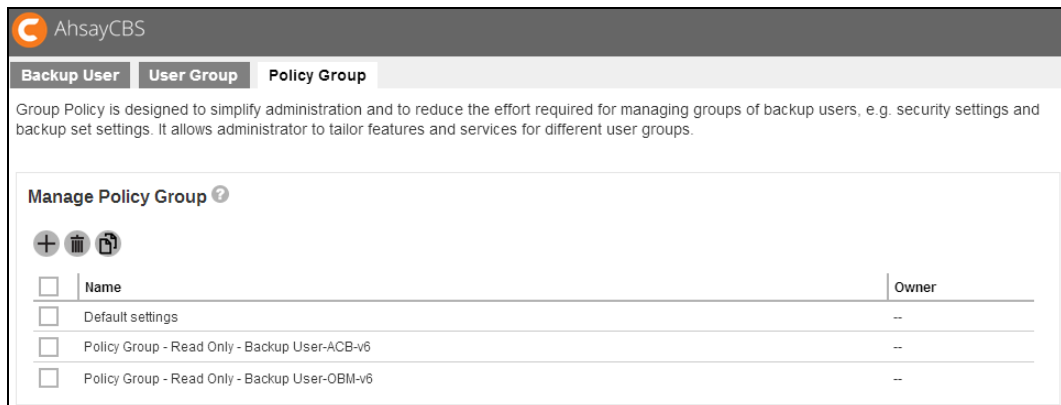 AhsayCBS
Backup User User Group Policy Group
Group Policy is designed to simplify administration and to reduce the effort required for managing groups of backup users, e.g. security settings and
backup set settings. It allows administrator to tailor features and services for different user groups.
Manage Policy Group ?
Name Owner
Default settings --
Policy Group - Read Only - Backup User-ACB-v6 --
Policy Group - Read Only - Backup User-OBM-v6 --